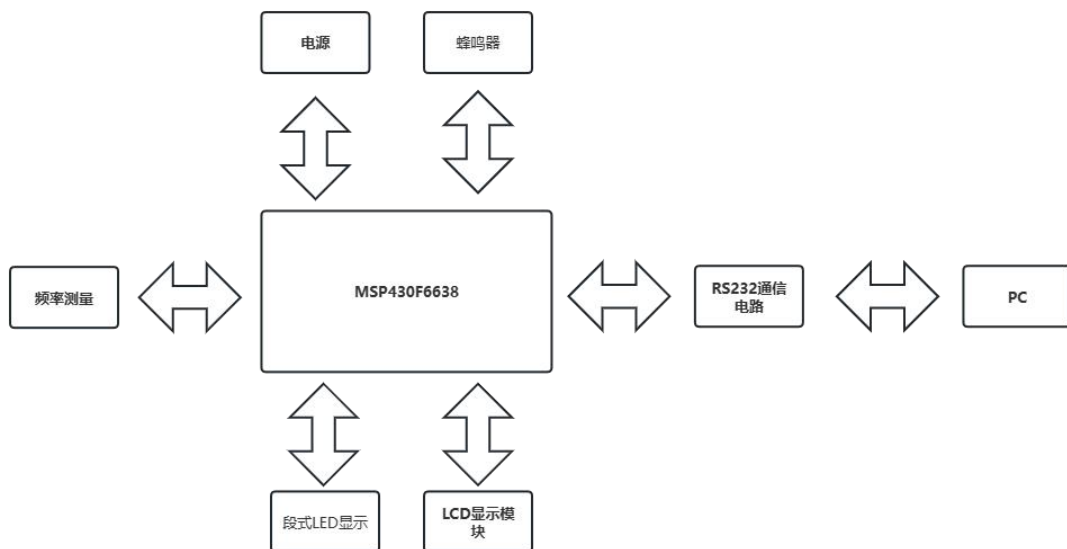 电源
蜂鸣器
频率测量
MSP430F6638
RS232通信
电路
PC
段式LED显示
LCD显示模
块